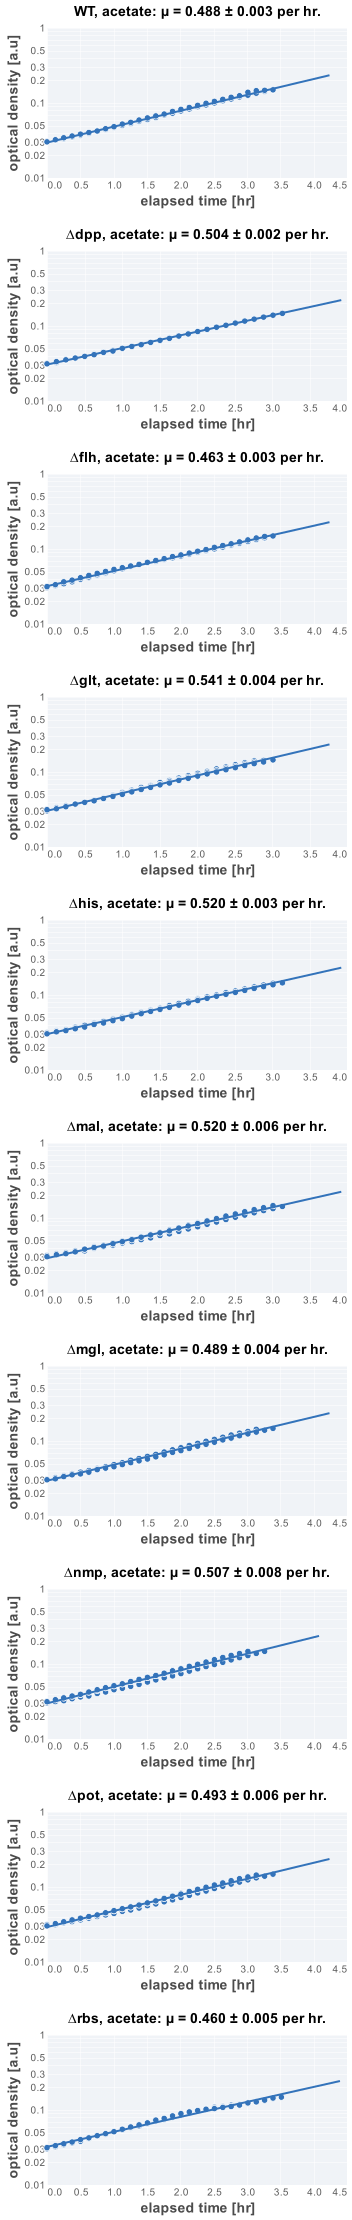 WT, acetate: μ = 0.488 ± 0.003 per hr.
optical density [a.u]
1
0.5
0.3
0.2
0.1
0.05
0.03
0.02
0.01
0.0 0.5 1.0 1.5 2.0 2.5 3.0 3.5 4.0 4.5
elapsed time [hr]
Δdpp, acetate: μ = 0.504 ± 0.002 per hr.
optical density [a.u]
1
0.5
0.3
0.2
0.1
0.05
0.03
0.02
0.01
0.0 0.5 1.0 1.5 2.0 2.5 3.0 3.5 4.0
elapsed time [hr]
Δflh, acetate: μ = 0.463 ± 0.003 per hr.
optical density [a.u]
1
0.5
0.3
0.2
0.1
0.05
0.03
0.02
0.01
0.0 0.5 1.0 1.5 2.0 2.5 3.0 3.5 4.0 4.5
elapsed time [hr]
Δglt, acetate: μ = 0.541 ± 0.004 per hr.
optical density [a.u]
1
0.5
0.3
0.2
0.1
0.05
0.03
0.02
0.01
0.0 0.5 1.0 1.5 2.0 2.5 3.0 3.5 4.0
elapsed time [hr]
Δhis, acetate: μ = 0.520 ± 0.003 per hr.
optical density [a.u]
1
0.5
0.3
0.2
0.1
0.05
0.03
0.02
0.01
0.0 0.5 1.0 1.5 2.0 2.5 3.0 3.5 4.0
elapsed time [hr]
Δmal, acetate: μ = 0.520 ± 0.006 per hr.
optical density [a.u]
1
0.5
0.3
0.2
0.1
0.05
0.03
0.02
0.01
0.0 0.5 1.0 1.5 2.0 2.5 3.0 3.5 4.0
elapsed time [hr]
Δmgl, acetate: μ = 0.489 ± 0.004 per hr.
optical density [a.u]
1
0.5
0.3
0.2
0.1
0.05
0.03
0.02
0.01
0.0 0.5 1.0 1.5 2.0 2.5 3.0 3.5 4.0 4.5
elapsed time [hr]
Δnmp, acetate: μ = 0.507 ± 0.008 per hr.
optical density [a.u]
1
0.5
0.3
0.2
0.1
0.05
0.03
0.02
0.01
0.0 0.5 1.0 1.5 2.0 2.5 3.0 3.5 4.0 4.5
elapsed time [hr]
Δpot, acetate: μ = 0.493 ± 0.006 per hr.
optical density [a.u]
1
0.5
0.3
0.2
0.1
0.05
0.03
0.02
0.01
0.0 0.5 1.0 1.5 2.0 2.5 3.0 3.5 4.0 4.5
elapsed time [hr]
Δrbs, acetate: μ = 0.460 ± 0.005 per hr.
optical density [a.u]
1
0.5
0.3
0.2
0.1
0.05
0.03
0.02
0.01
0.0 0.5 1.0 1.5 2.0 2.5 3.0 3.5 4.0 4.5
elapsed time [hr]